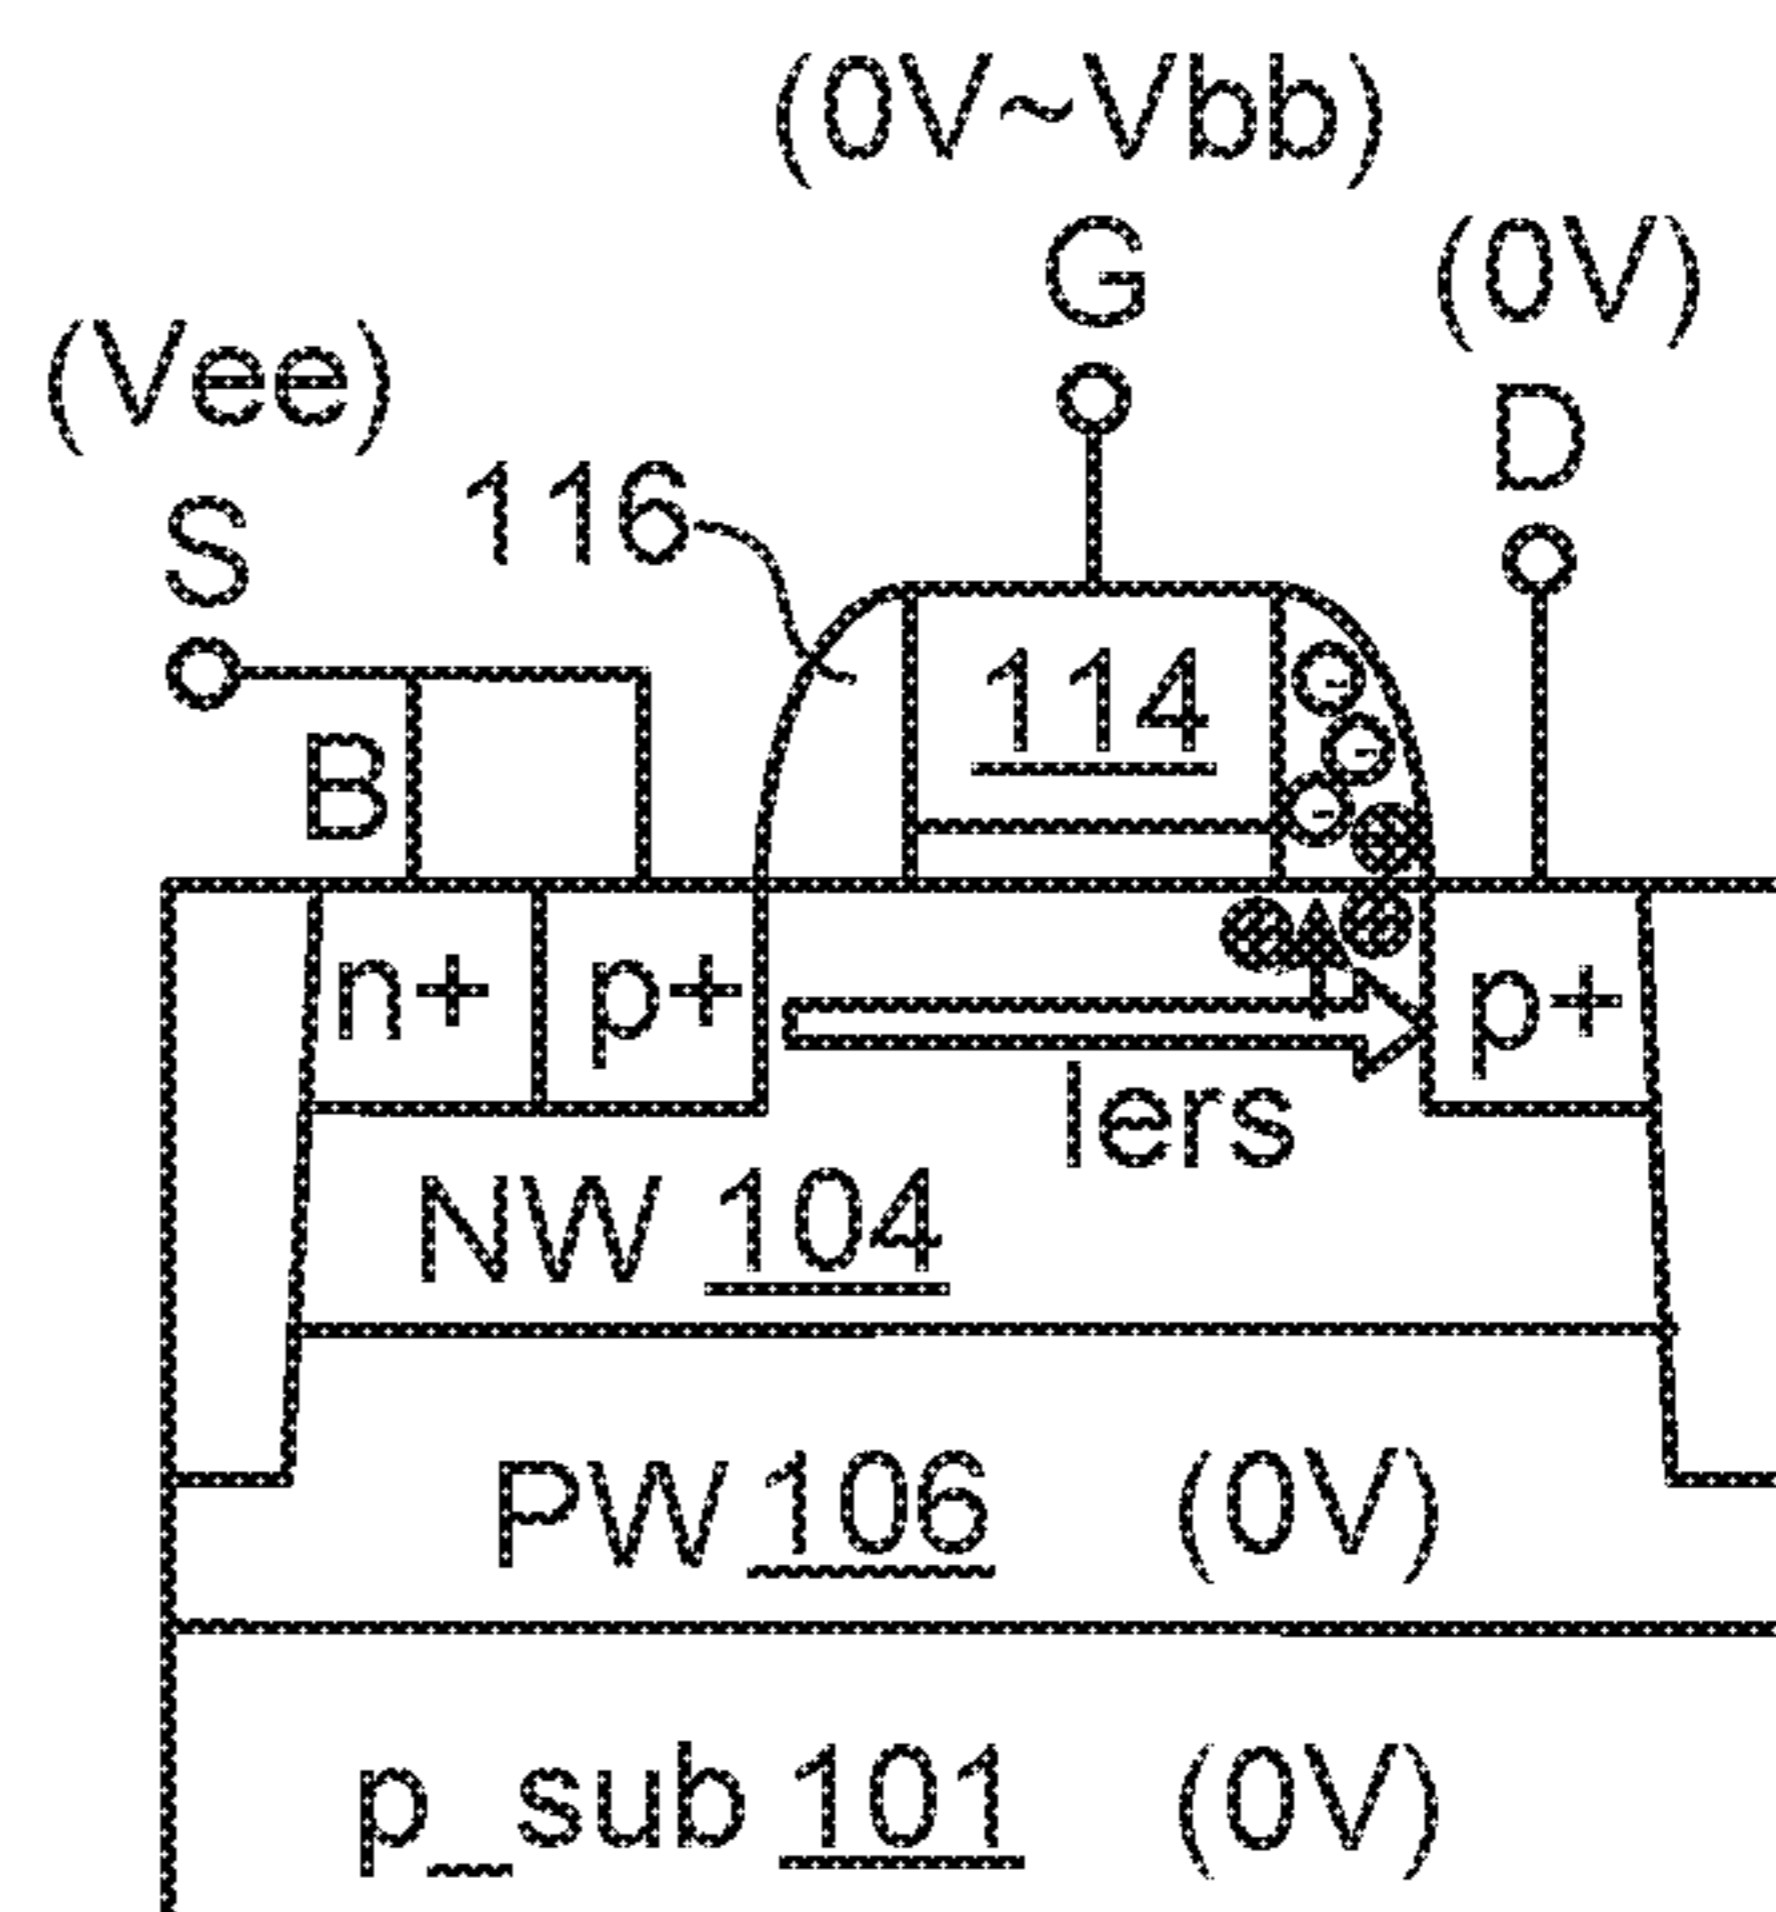 (0V~Vbb)
G
(0V)
D
(Vee)
S
116
B
114
n+
p+
p+
Iers
NW 104
PW 106 (0V)
p_sub 101 (0V)